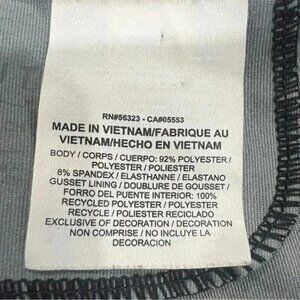 RN#56323 - CA#05553
MADE IN VIETNAM/FABRIQUE AU
VIETNAM/HECHO EN VIETNAM
BODY / CORPS / CUERPO: 92% POLYESTER /
POLYESTER / POLIESTER
8% SPANDEX / ELASTHANNE / ELASTANO
GUSSET LINING / DOUBLURE DE GOUSSET /
FORRO DEL PUENTE INTERIOR: 100%
RECYCLED POLYESTER / POLYESTER
RECYCLÉ / POLIESTER RECICLADO
EXCLUSIVE OF DECORATION / DECORATION
NON COMPRISE / NO INCLUYE LA
DECORACION